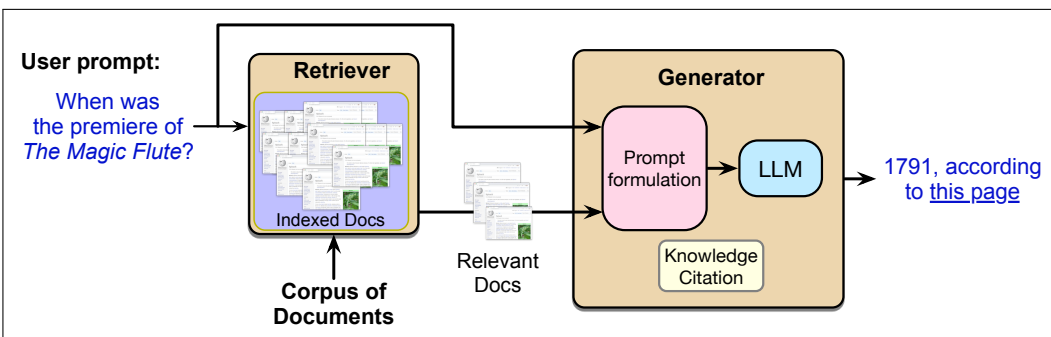 User prompt:
When was
the premiere of
The Magic Flute?
Retriever
Indexed Docs
Corpus of
Documents
Relevant
Docs
Generator
Prompt
formulation
LLM
Knowledge
Citation
1791, according
to this page